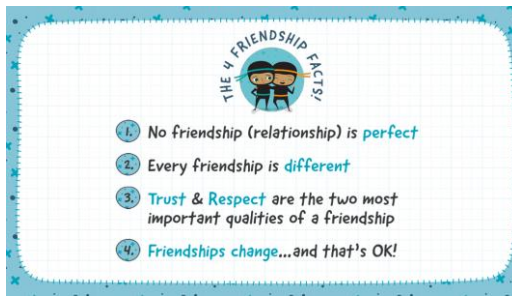 THE 4 FRIENDSHIP FACTS!
1. No friendship (relationship) is perfect
2. Every friendship is different
3. Trust & Respect are the two most
important qualities of a friendship
4. Friendships change...and that's OK!